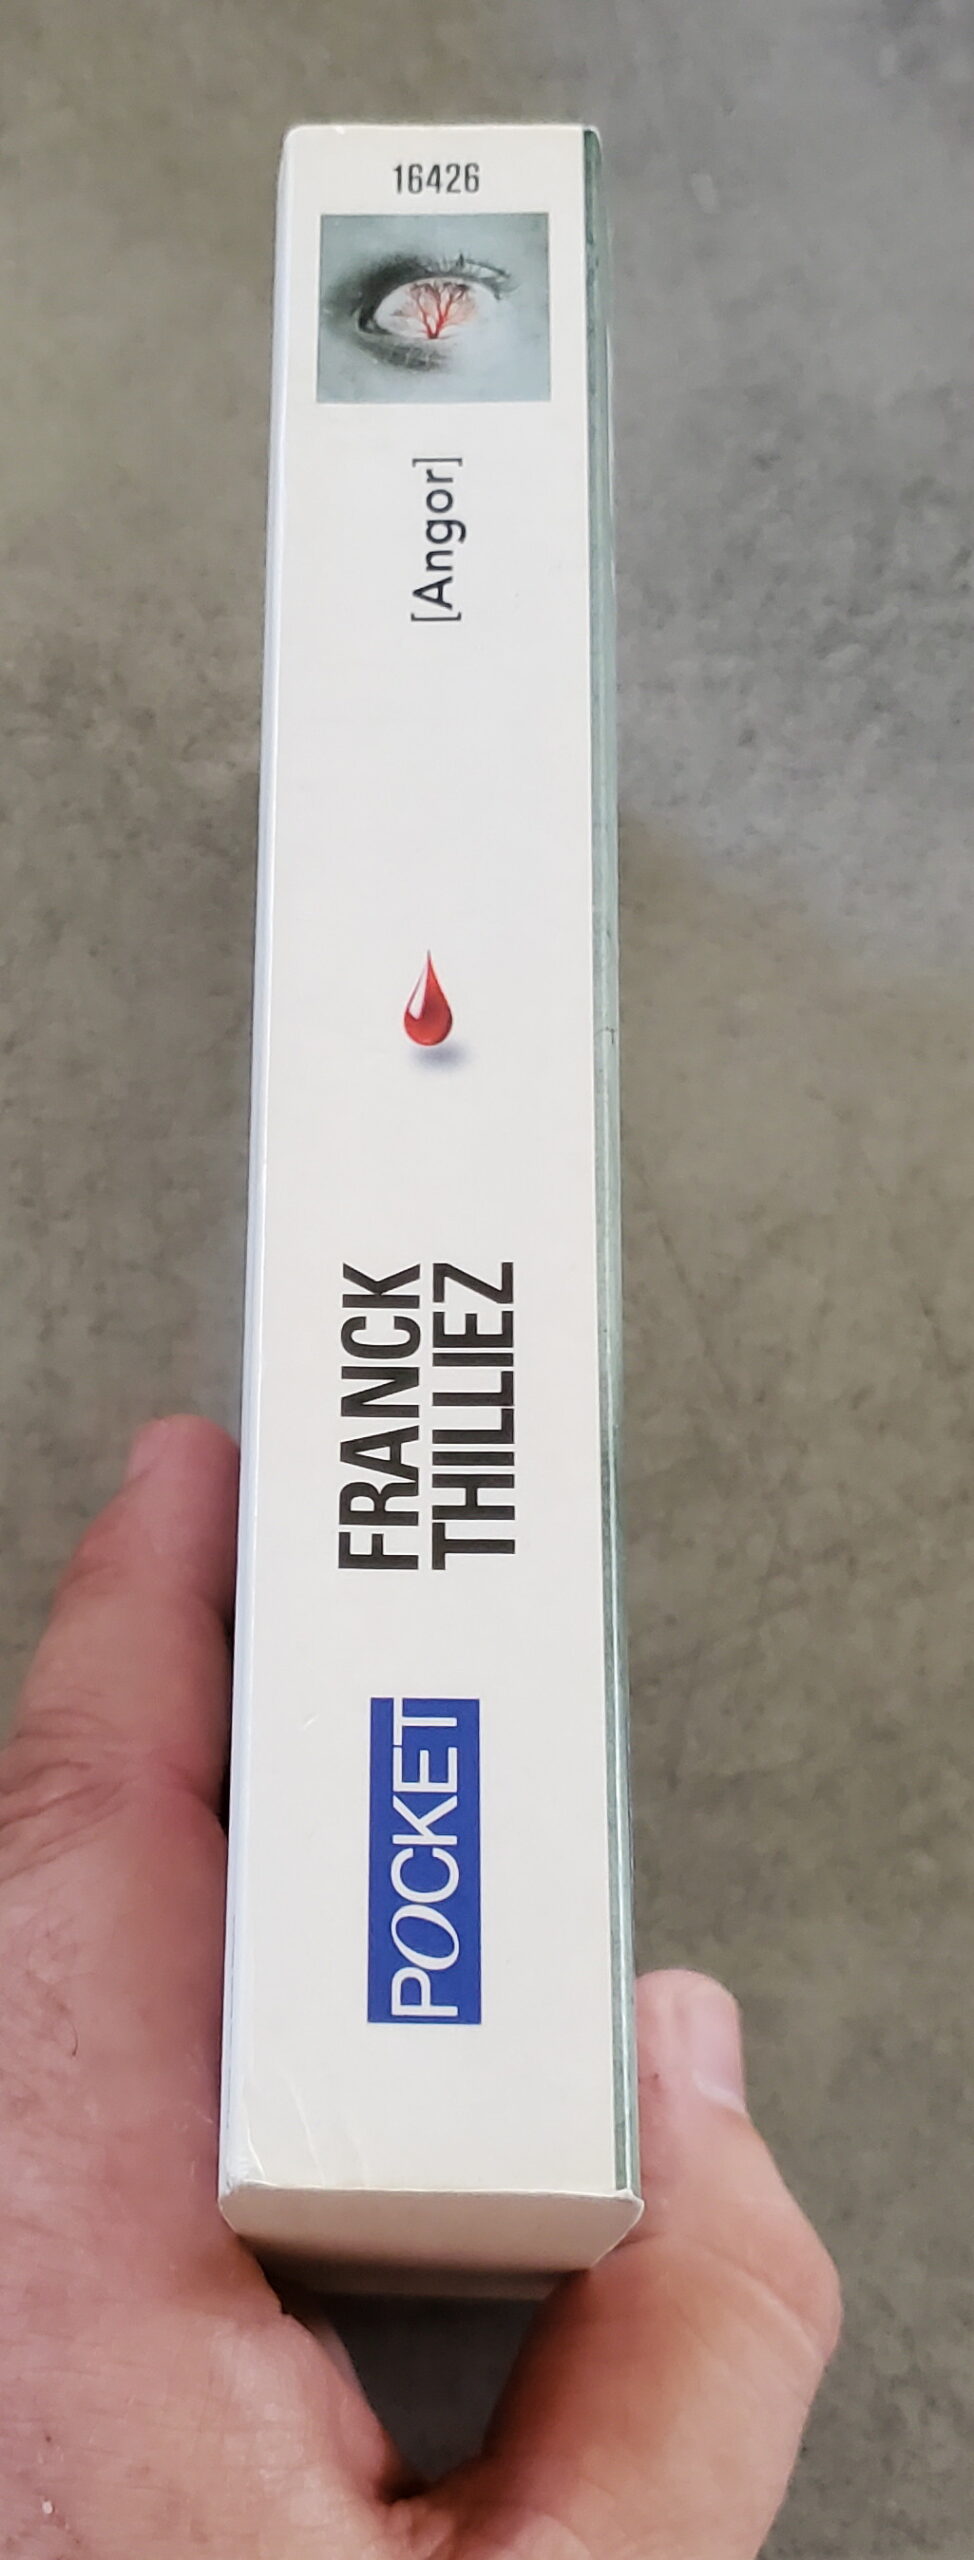 16426
[Angor]
FRANCK
THILLIEZ
POCKET